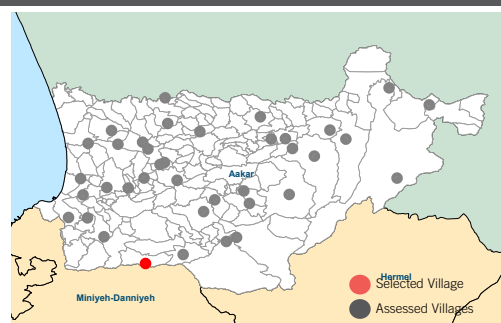 Aakar
Hermel
Selected Village
Miniyeh-Danniyeh
Assessed Villages